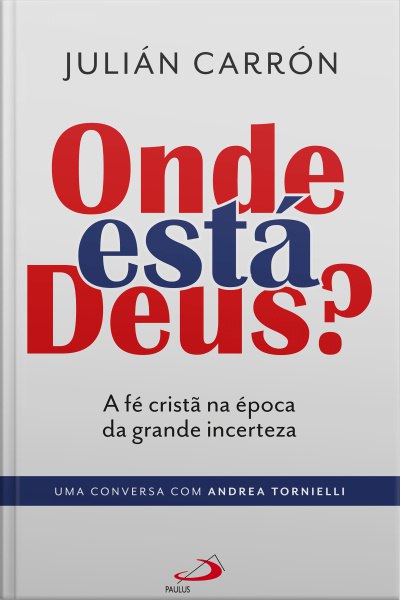 JULIÁN CARRÓN
Onde
está
Deus?
A fé cristã na época
da grande incerteza
UMA CONVERSA COM ANDREA TORNIELLI
PAULUS